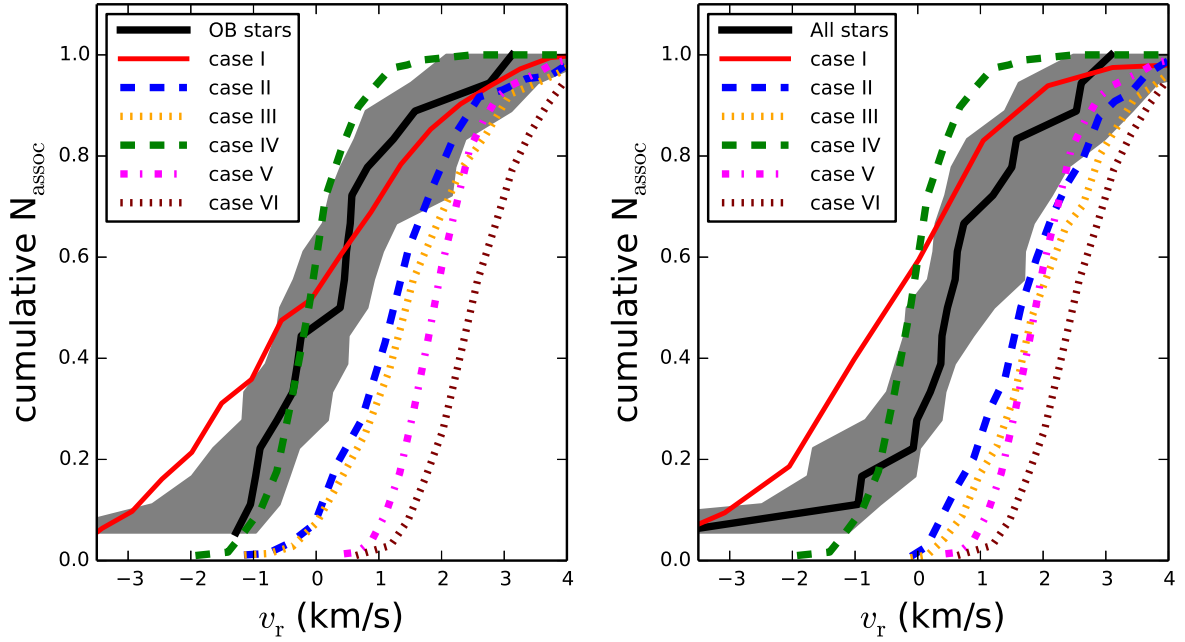 OB stars
case I
case II
case III
case IV
case V
case VI
1.0
0.8
0.6
0.4
0.2
0.0
cumulative N_assoc
−3 −2 −1 0 1 2 3 4
v_r (km/s)
All stars
case I
case II
case III
case IV
case V
case VI
1.0
0.8
0.6
0.4
0.2
0.0
cumulative N_assoc
−3 −2 −1 0 1 2 3 4
v_r (km/s)